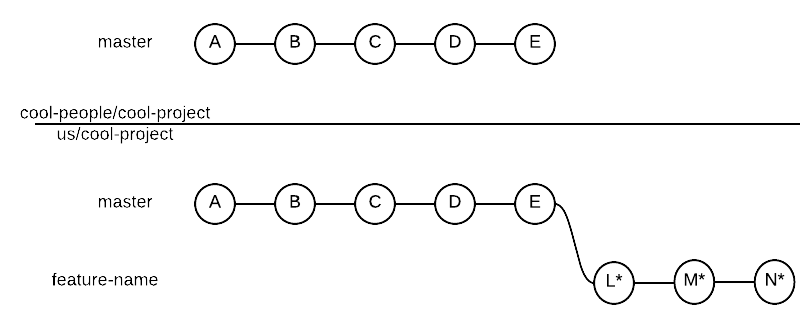 master A B C D E
cool-people/cool-project
us/cool-project
master A B C D E
feature-name L* M* N*